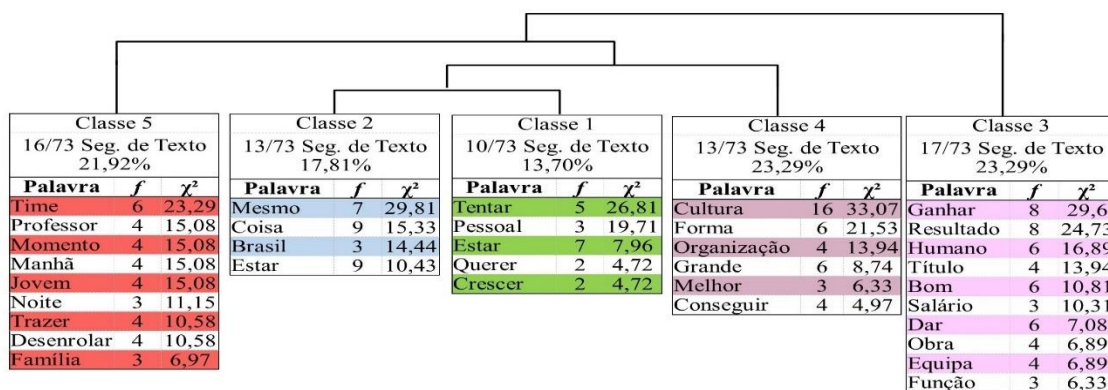 Classe 5
16/73 Seg. de Texto
21,92%
Palavra f χ²
Time 6 23,29
Professor 4 15,08
Momento 4 15,08
Manhã 4 15,08
Jovem 4 15,08
Noite 3 11,15
Trazer 4 10,58
Desenrolar 4 10,58
Família 3 6,97
Classe 2
13/73 Seg. de Texto
17,81%
Palavra f χ²
Mesmo 7 29,81
Coisa 9 15,33
Brasil 3 14,44
Estar 9 10,43
Classe 1
10/73 Seg. de Texto
13,70%
Palavra f χ²
Tentar 5 26,81
Pessoal 3 19,71
Estar 7 7,96
Querer 2 4,72
Crescer 2 4,72
Classe 4
13/73 Seg. de Texto
23,29%
Palavra f χ²
Cultura 16 33,07
Forma 6 21,53
Organização 4 13,94
Grande 6 8,74
Melhor 3 6,33
Conseguir 4 4,97
Classe 3
17/73 Seg. de Texto
23,29%
Palavra f χ²
Ganhar 8 29,6
Resultado 8 24,73
Humano 6 16,89
Título 4 13,94
Bom 6 10,81
Salário 3 10,31
Dar 6 7,08
Obra 4 6,89
Equipa 4 6,89
Função 3 6,33